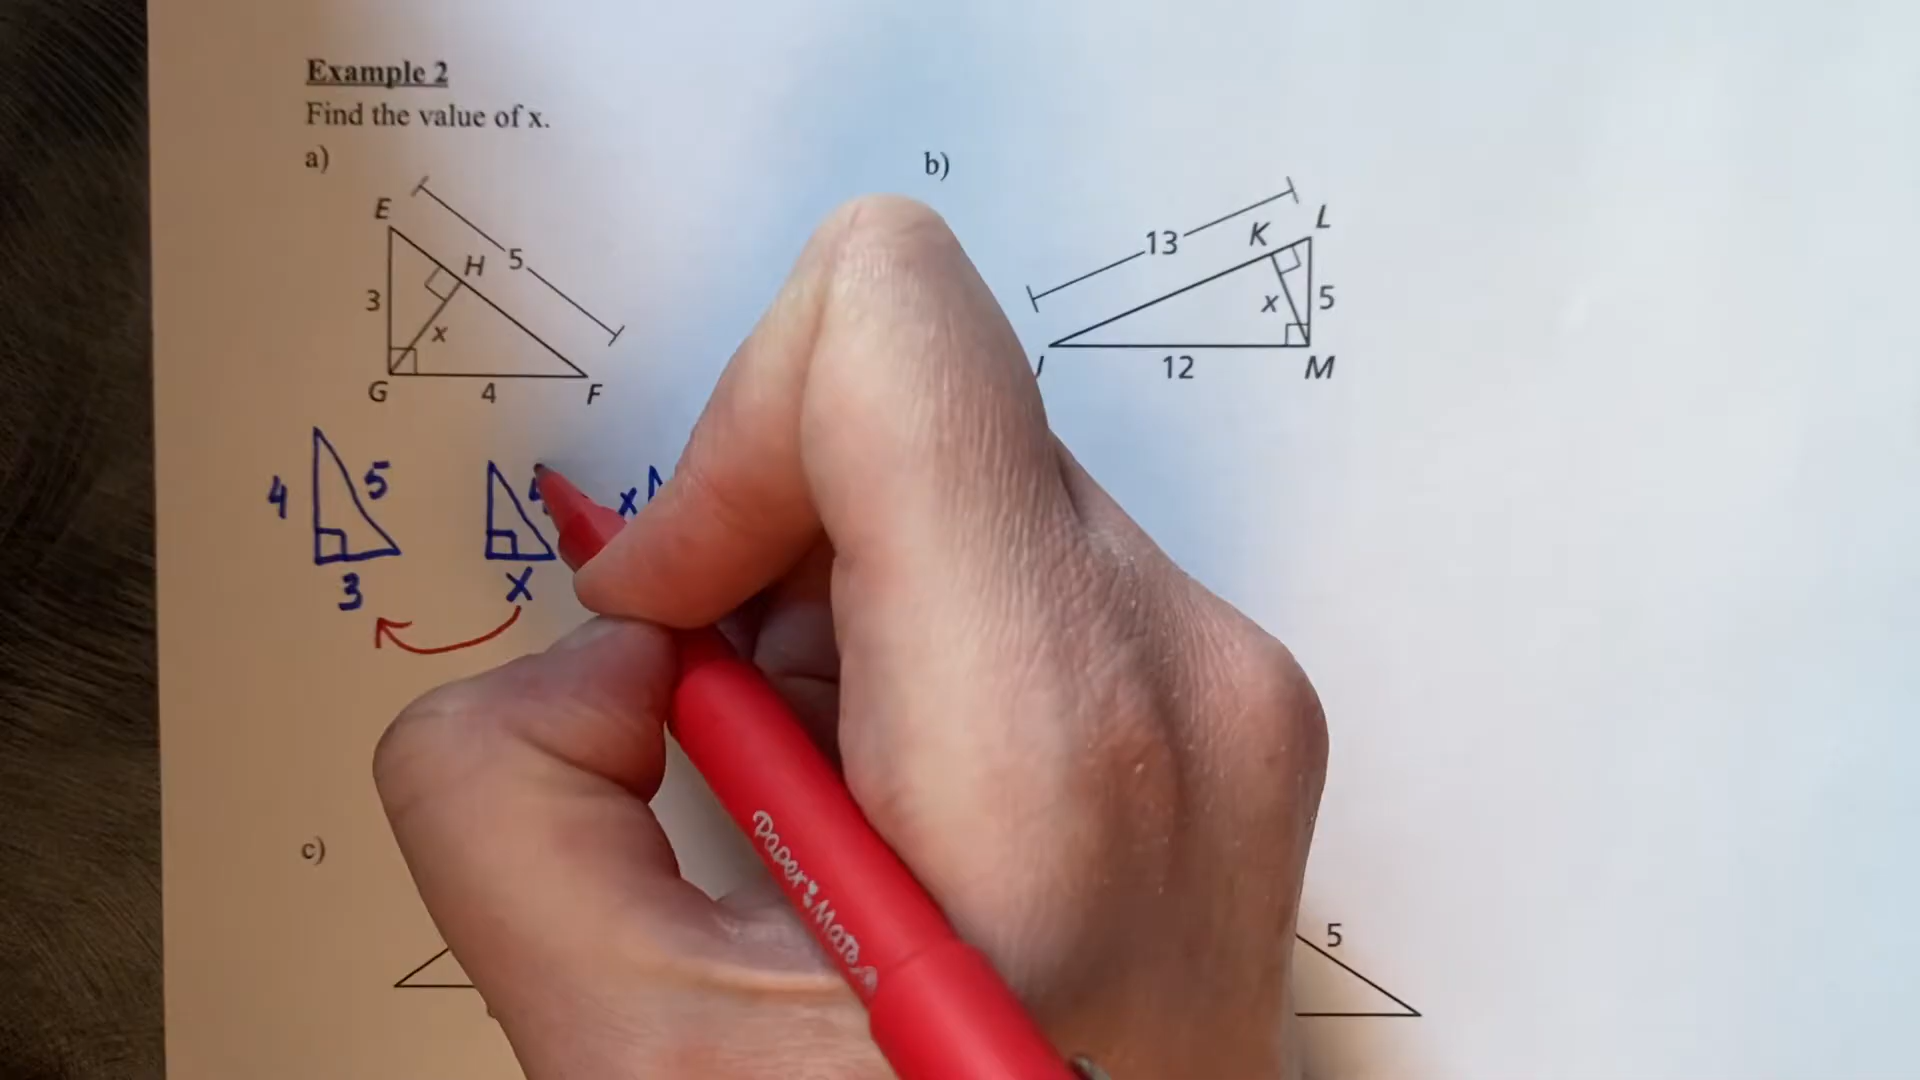 Example 2
Find the value of x.
a)
E
H
5
3
x
G
4
F
b)
13
K
L
x
5
12
M
4
5
3
x
x
c)
5
Paper Mate